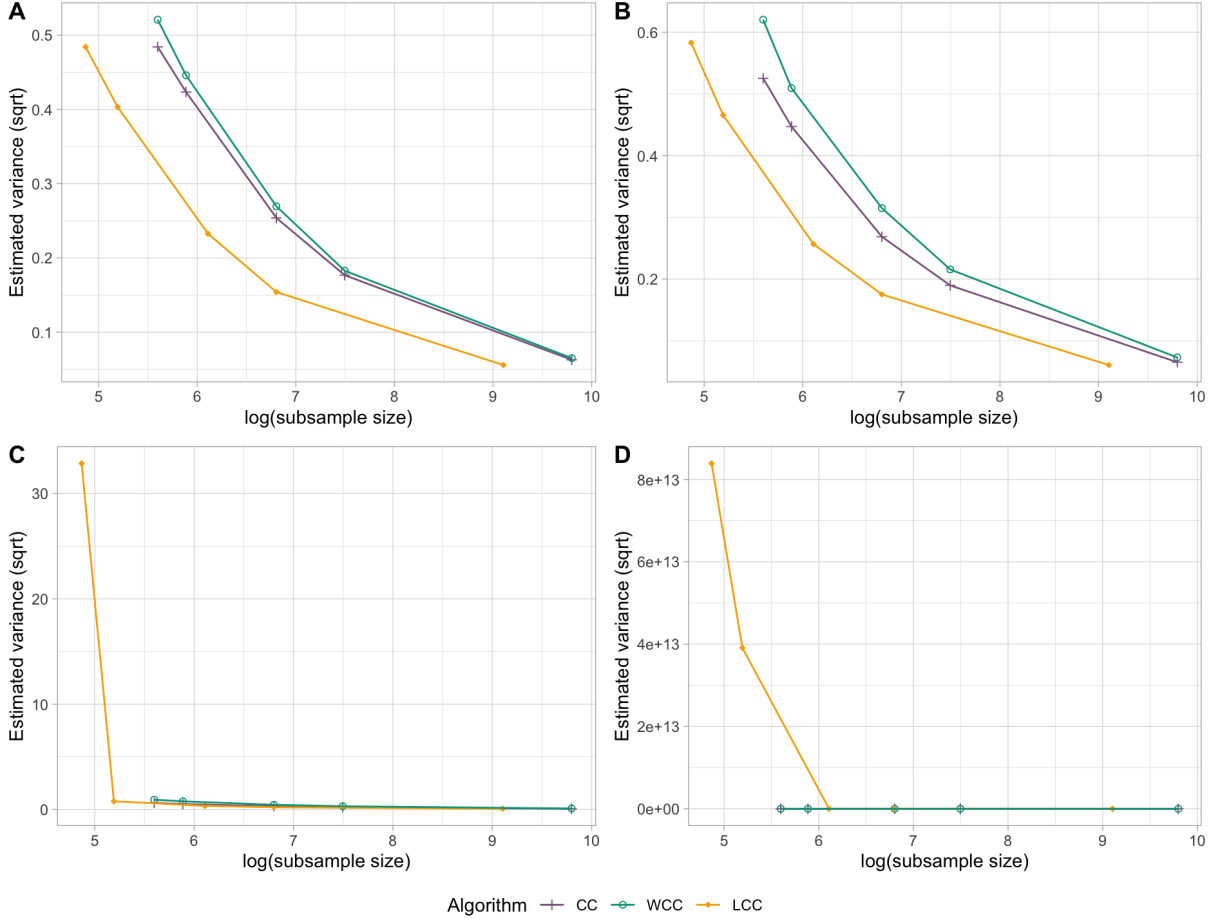 A
B
Estimated variance (sqrt)
0.5
0.4
0.3
0.2
0.1
5
6
7
8
9
10
log(subsample size)
Estimated variance (sqrt)
0.6
0.4
0.2
5
6
7
8
9
10
log(subsample size)
C
D
Estimated variance (sqrt)
30
20
10
0
5
6
7
8
9
10
log(subsample size)
Estimated variance (sqrt)
8e+13
6e+13
4e+13
2e+13
0e+00
5
6
7
8
9
10
log(subsample size)
Algorithm CC WCC LCC